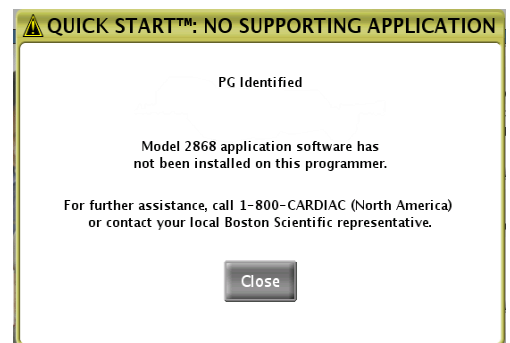 QUICK START™: NO SUPPORTING APPLICATION
PG Identified
Model 2868 application software has
not been installed on this programmer.
For further assistance, call 1-800-CARDIAC (North America)
or contact your local Boston Scientific representative.
Close